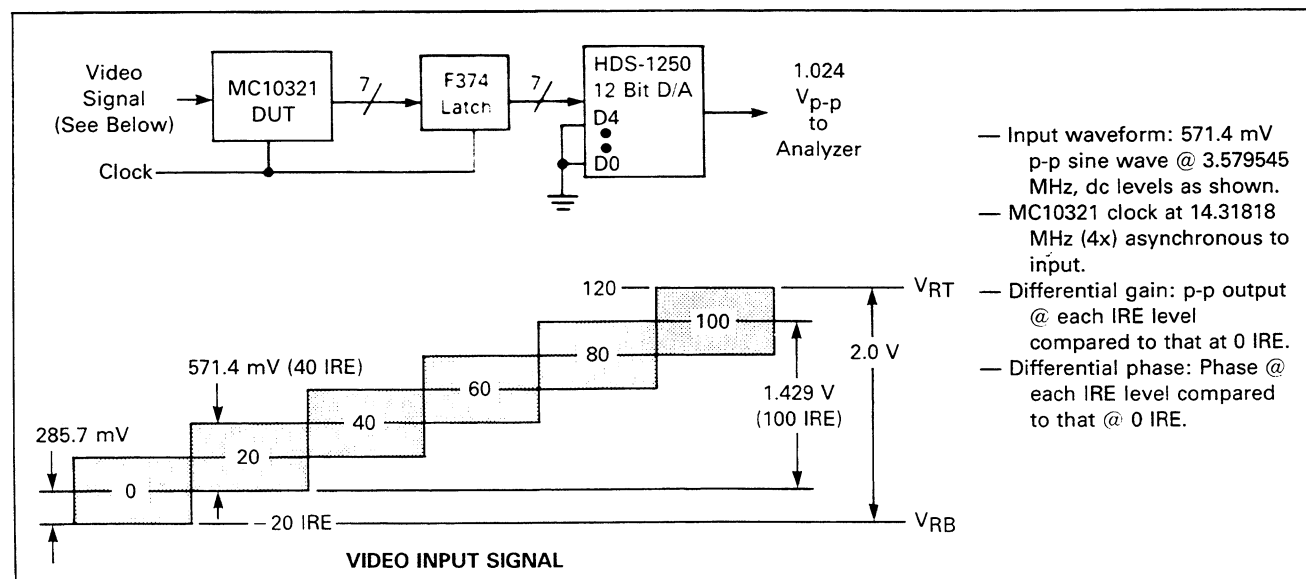 Video
Signal
(See Below)
MC10321
DUT
7
F374
Latch
7
HDS-1250
12 Bit D/A
D4
D0
1.024
Vp-p
to
Analyzer
Clock
— Input waveform: 571.4 mV
p-p sine wave @ 3.579545
MHz, dc levels as shown.
— MC10321 clock at 14.31818
MHz (4x) asynchronous to
input.
— Differential gain: p-p output
@ each IRE level
compared to that at 0 IRE.
— Differential phase: Phase @
each IRE level compared
to that @ 0 IRE.
120
VRT
100
571.4 mV (40 IRE)
80
2.0 V
60
1.429 V
(100 IRE)
285.7 mV
40
20
0
–20 IRE
VRB
VIDEO INPUT SIGNAL